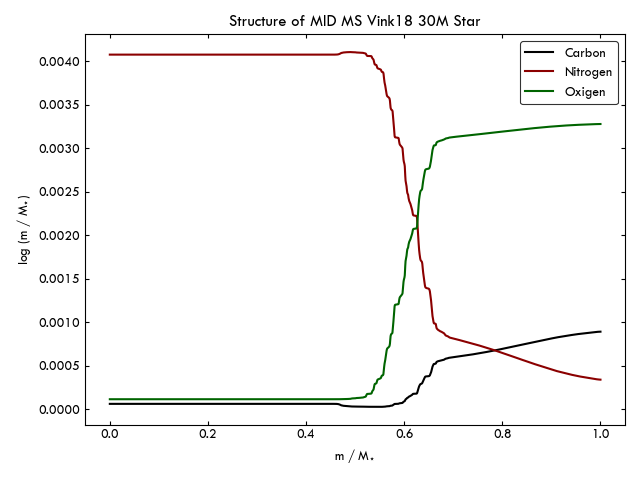 Structure of MID MS Vink18 30M Star
Carbon
Nitrogen
Oxigen
log (m / M⋆)
0.0040
0.0035
0.0030
0.0025
0.0020
0.0015
0.0010
0.0005
0.0000
0.0 0.2 0.4 0.6 0.8 1.0
m / M⋆